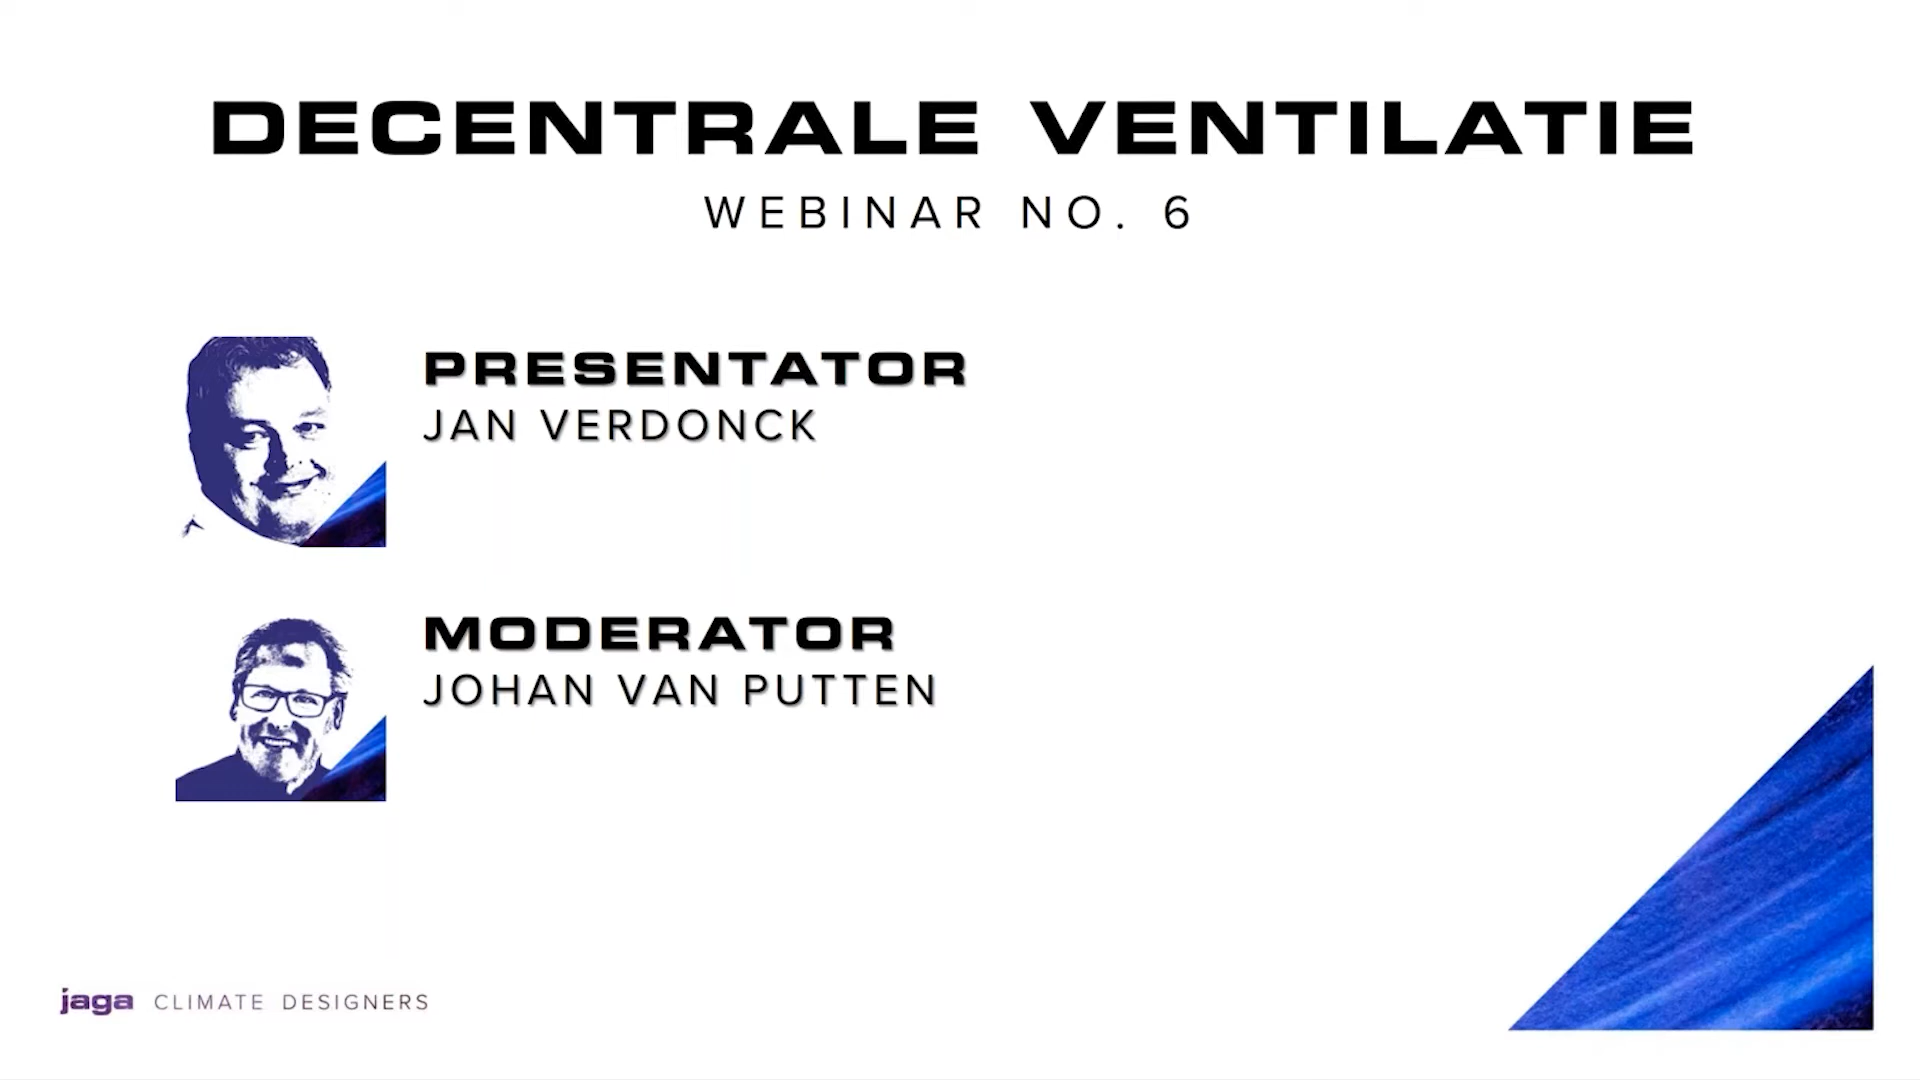 DECENTRALE VENTILATIE
WEBINAR NO. 6
PRESENTATOR
JAN VERDONCK
MODERATOR
JOHAN VAN PUTTEN
jaga CLIMATE DESIGNERS